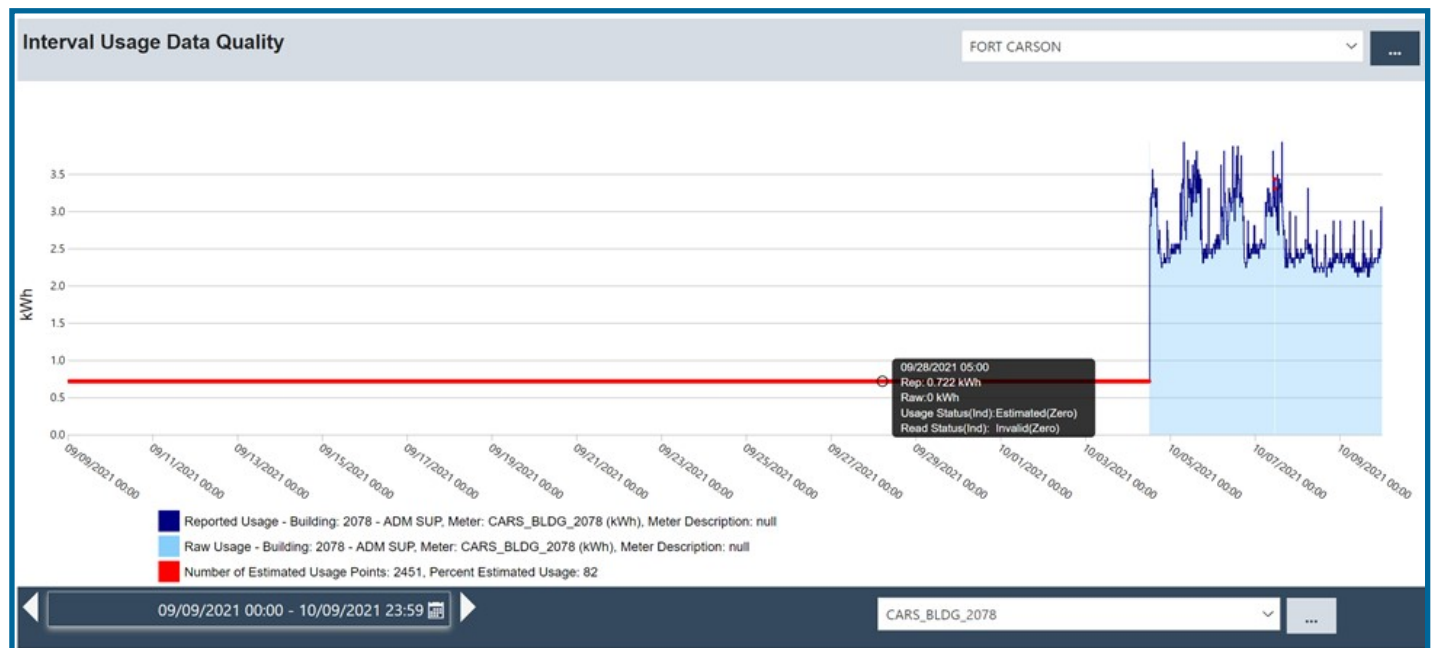 Interval Usage Data Quality
FORT CARSON
...
3.5
3.0
2.5
2.0
1.5
1.0
0.5
0.0
kWh
09/28/2021 05:00
Rep: 0.722 kWh
Raw:0 kWh
Usage Status(Ind):Estimated(Zero)
Read Status(Ind): Invalid(Zero)
09/09/2021 00:00
09/11/2021 00:00
09/13/2021 00:00
09/15/2021 00:00
09/17/2021 00:00
09/19/2021 00:00
09/21/2021 00:00
09/23/2021 00:00
09/25/2021 00:00
09/27/2021 00:00
09/29/2021 00:00
10/01/2021 00:00
10/03/2021 00:00
10/05/2021 00:00
10/07/2021 00:00
10/09/2021 00:00
Reported Usage - Building: 2078 - ADM SUP, Meter: CARS_BLDG_2078 (kWh), Meter Description: null
Raw Usage - Building: 2078 - ADM SUP, Meter: CARS_BLDG_2078 (kWh), Meter Description: null
Number of Estimated Usage Points: 2451, Percent Estimated Usage: 82
09/09/2021 00:00 - 10/09/2021 23:59
CARS_BLDG_2078
...